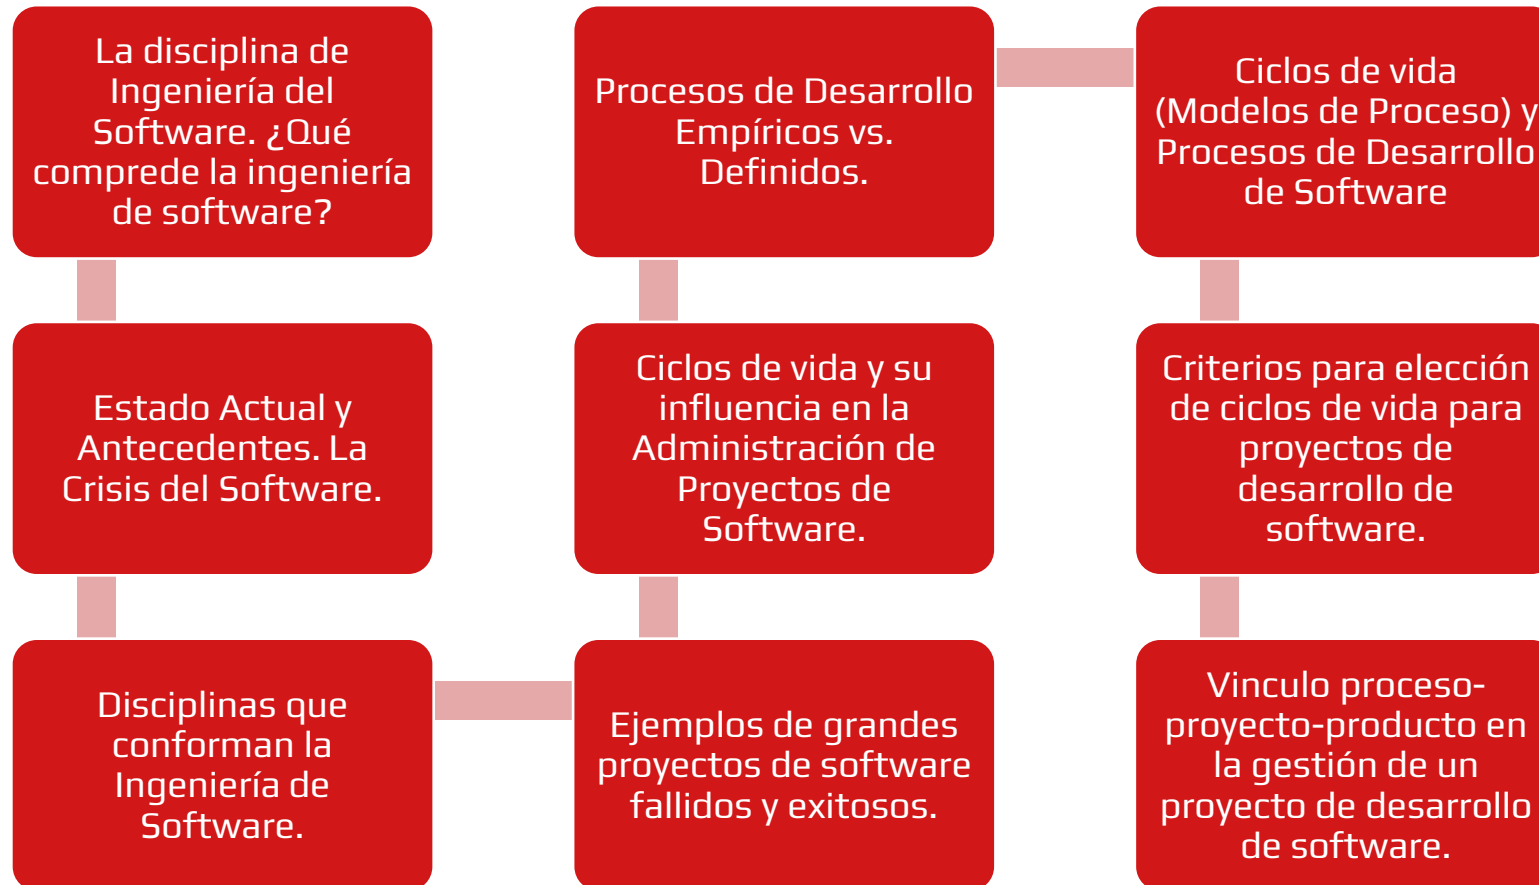 La disciplina de
Ingeniería del
Software. ¿Qué
comprede la ingeniería
de software?
Estado Actual y
Antecedentes. La
Crisis del Software.
Disciplinas que
conforman la
Ingeniería de
Software.
Ejemplos de grandes
proyectos de software
fallidos y exitosos.
Ciclos de vida y su
influencia en la
Administración de
Proyectos de
Software.
Procesos de Desarrollo
Empíricos vs.
Definidos.
Ciclos de vida
(Modelos de Proceso) y
Procesos de Desarrollo
de Software
Criterios para elección
de ciclos de vida para
proyectos de
desarrollo de
software.
Vinculo proceso-
proyecto-producto en
la gestión de un
proyecto de desarrollo
de software.